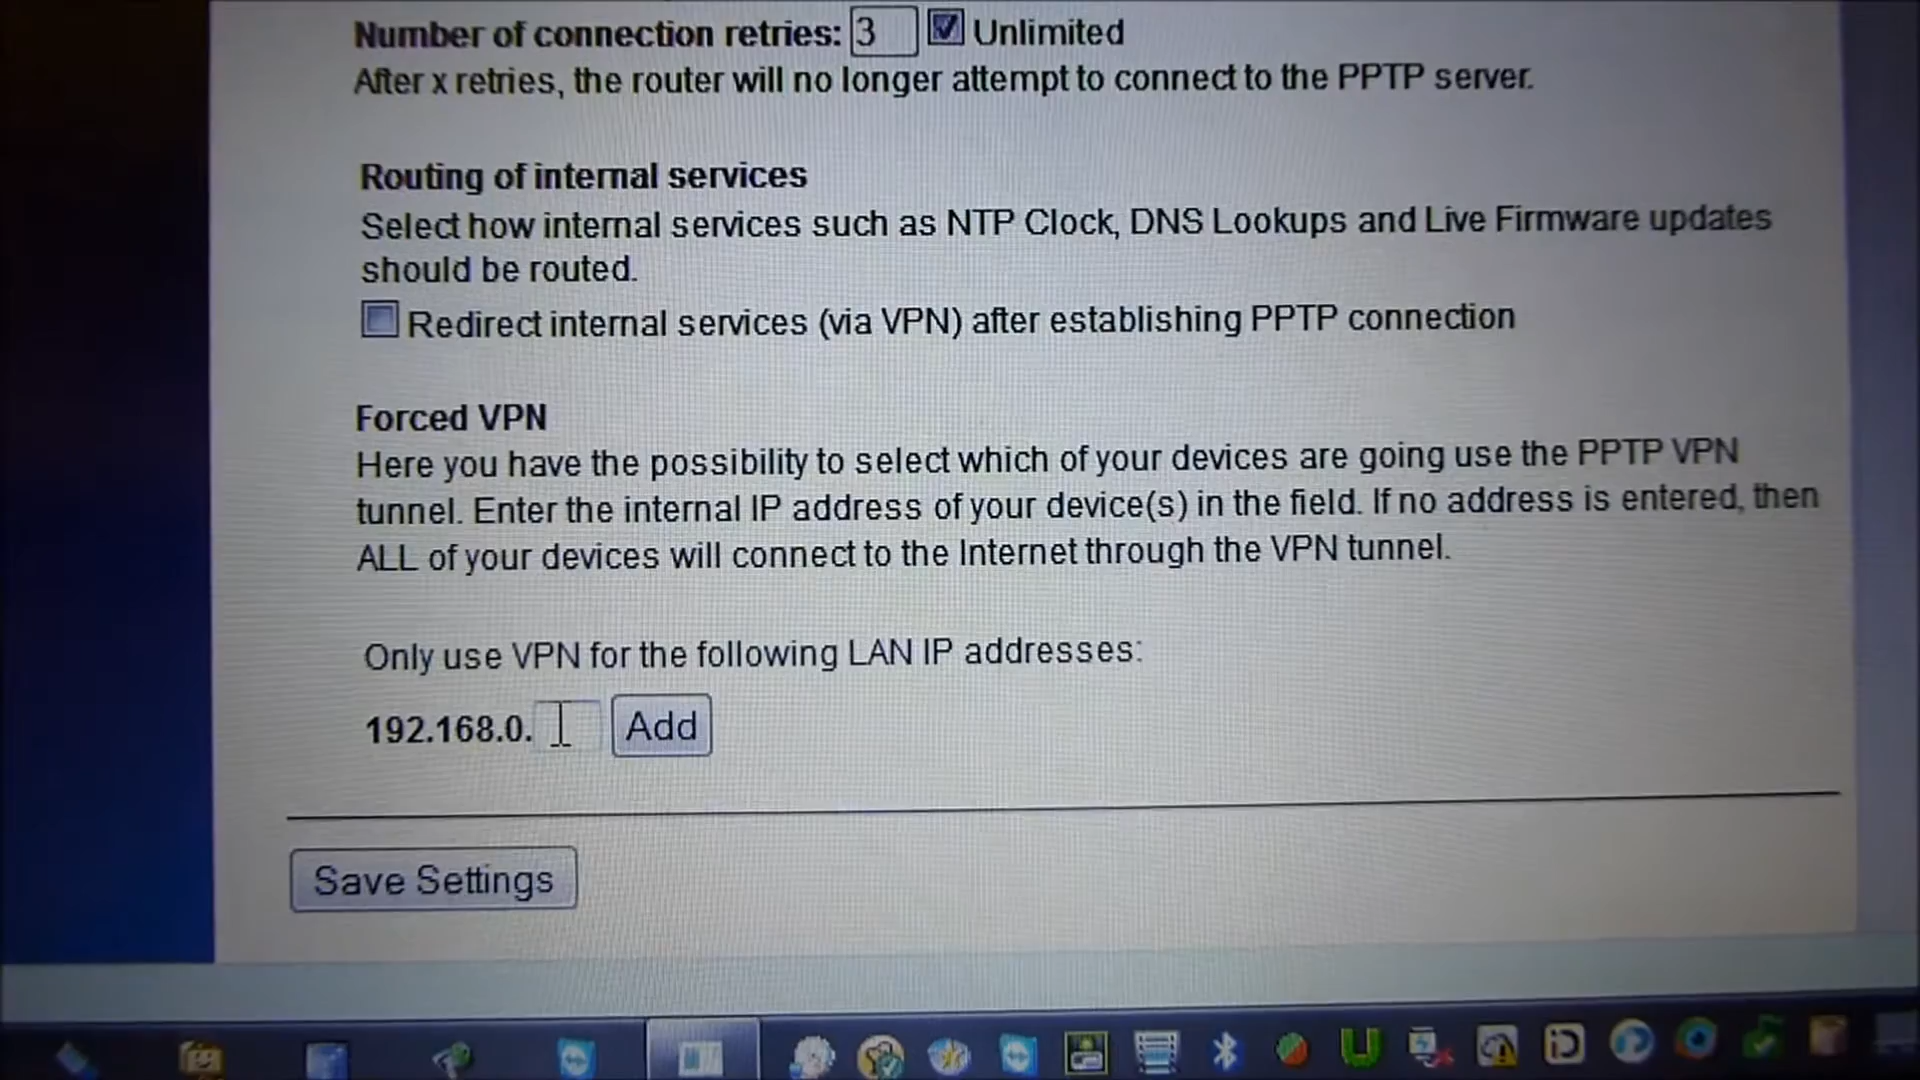 Number of connection retries: 3 Unlimited
After x retries, the router will no longer attempt to connect to the PPTP server.
Routing of internal services
Select how internal services such as NTP Clock, DNS Lookups and Live Firmware updates
should be routed.
Redirect internal services (via VPN) after establishing PPTP connection
Forced VPN
Here you have the possibility to select which of your devices are going use the PPTP VPN
tunnel. Enter the internal IP address of your device(s) in the field. If no address is entered, then
ALL of your devices will connect to the Internet through the VPN tunnel.
Only use VPN for the following LAN IP addresses:
192.168.0. Add
Save Settings